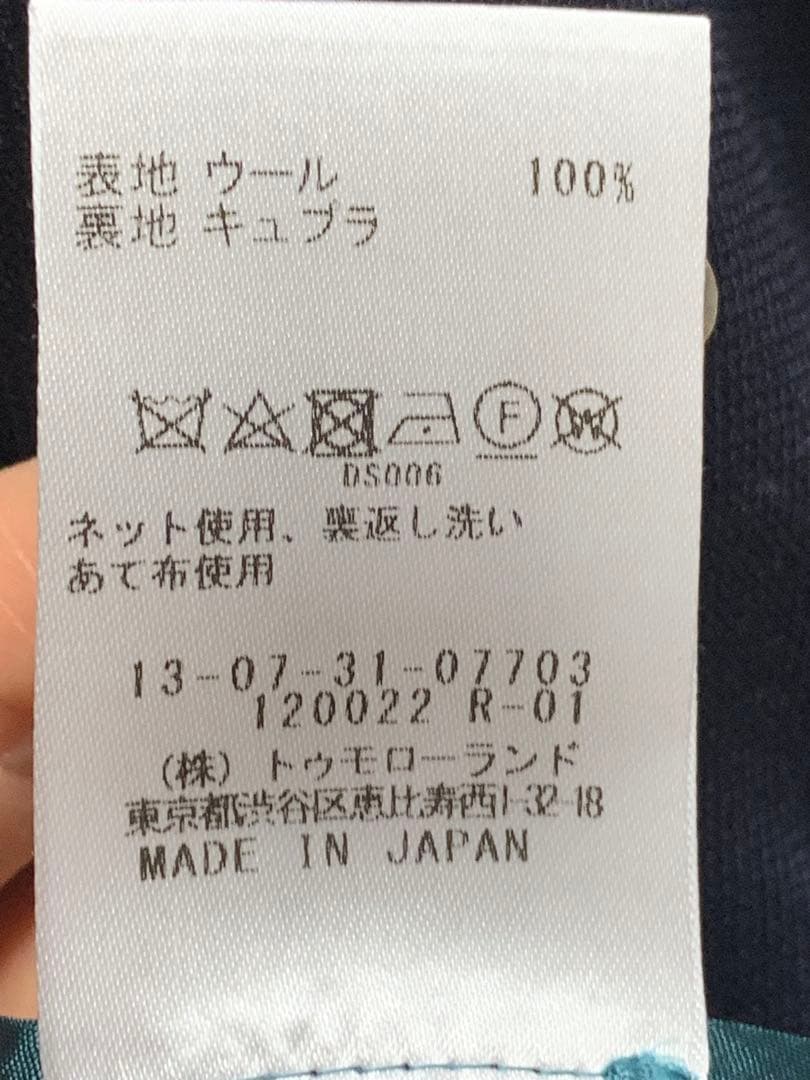 表地 ウール 100%
裏地 キュプラ
F W
DS006
ネット使用、裏返し洗い
あて布使用
13-07-31-07703
120022 R-01
(株) トゥモローランド
東京都渋谷区恵比寿西1-32-18
MADE IN JAPAN